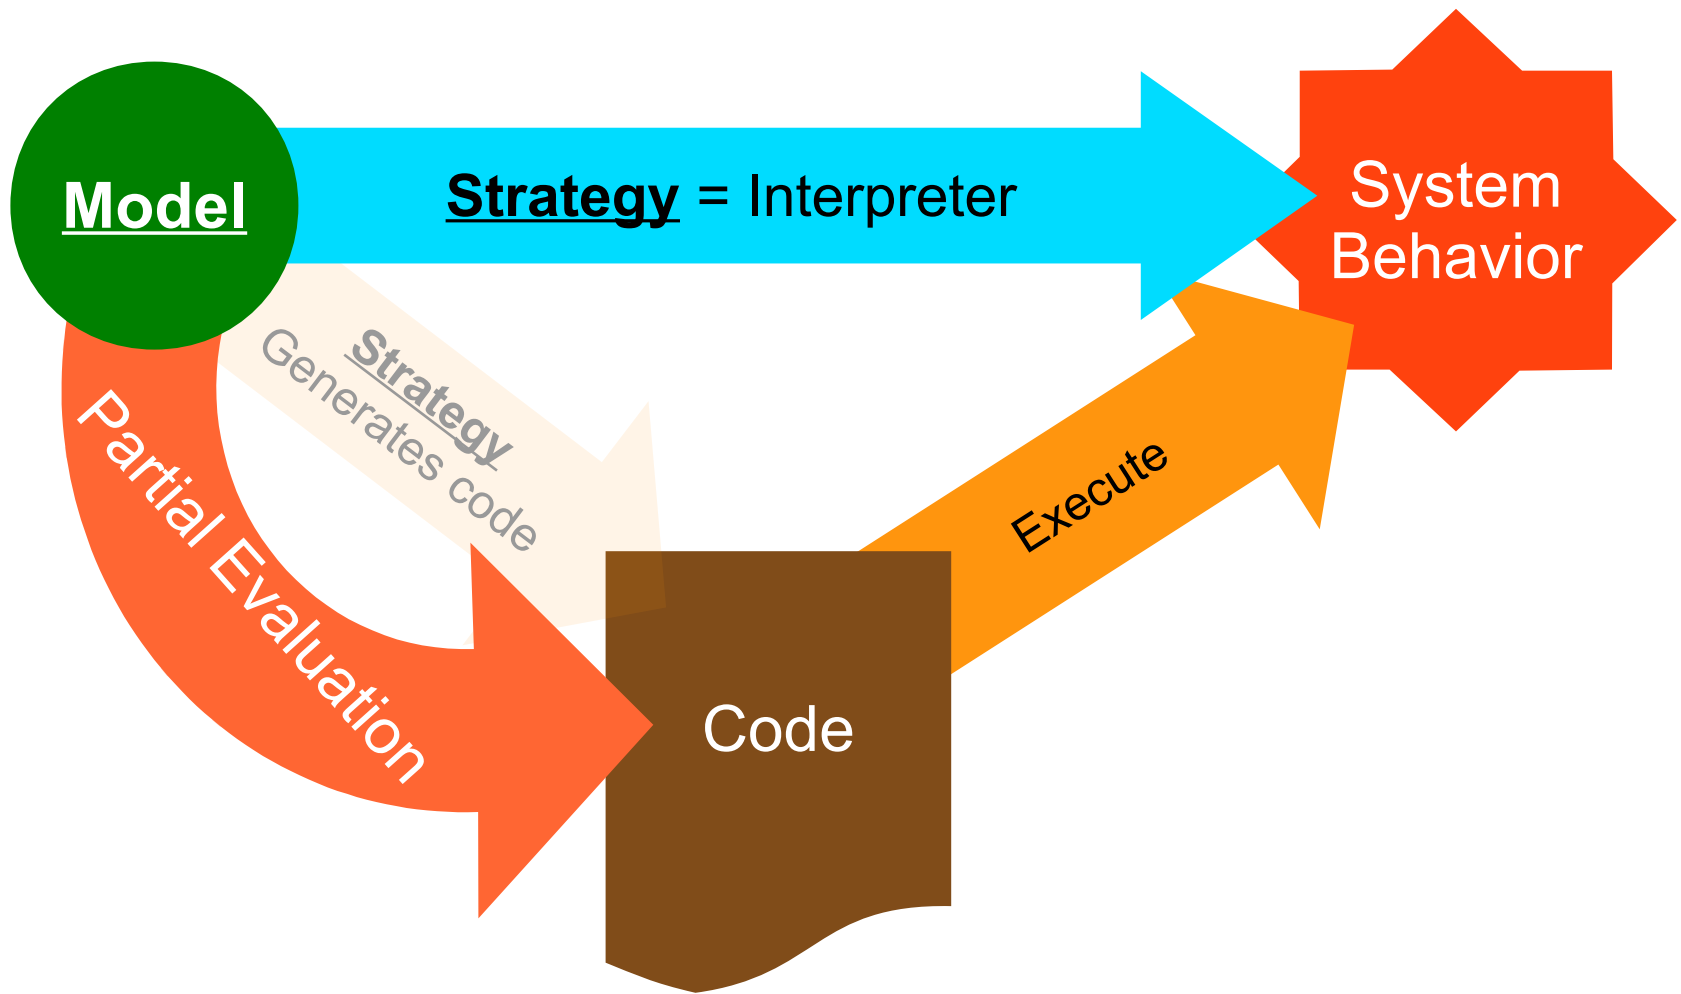 Model
Strategy = Interpreter
System
Behavior
Strategy
Generates code
Partial Evaluation
Execute
Code